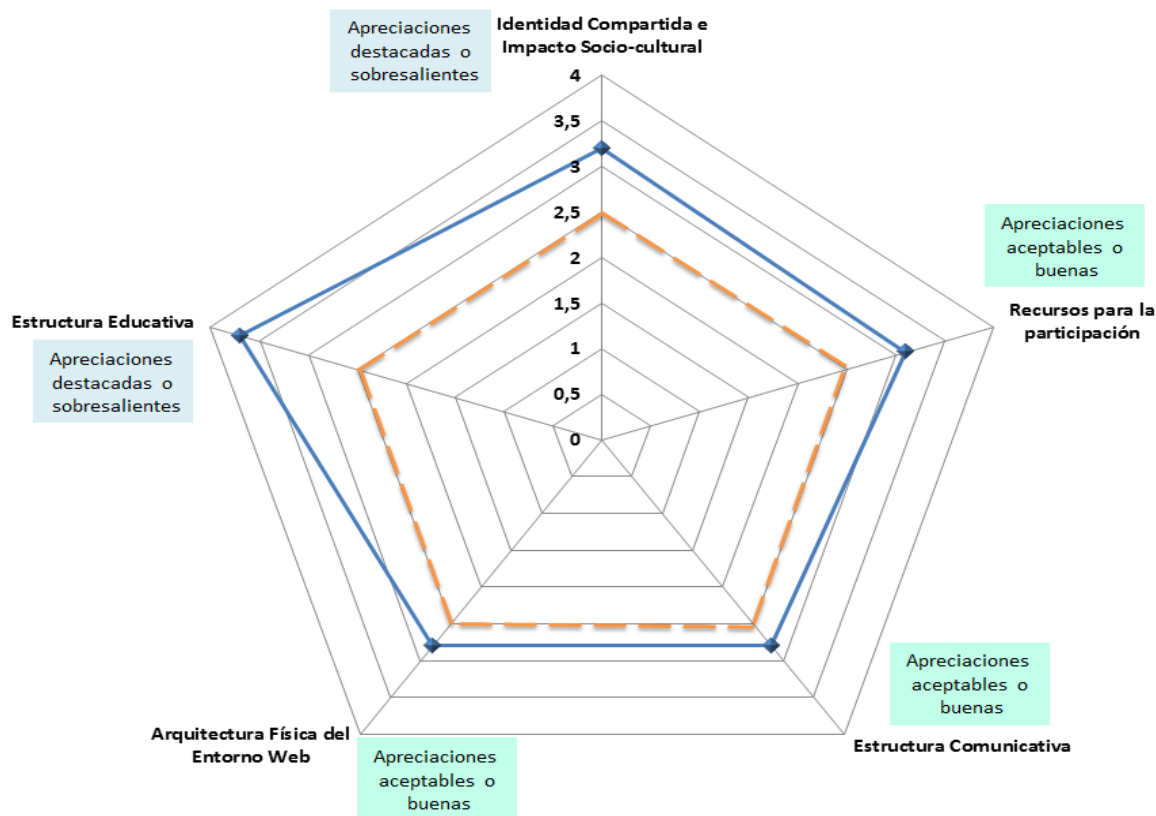 Apreciaciones
destacadas o
sobresalientes
Identidad Compartida e
Impacto Socio-cultural
4
3,5
3
2,5
2
1,5
1
0,5
0
Apreciaciones
aceptables o
buenas
Recursos para la
participación
Estructura Educativa
Apreciaciones
destacadas o
sobresalientes
Apreciaciones
aceptables o
buenas
Estructura Comunicativa
Arquitectura Física del
Entorno Web
Apreciaciones
aceptables o
buenas